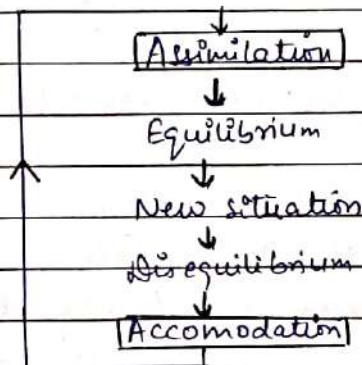 Assimilation
Equilibrium
New situation
Disequilibrium
Accomodation